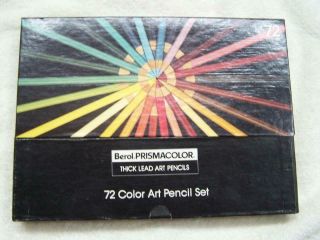 72
Berol. PRISMACOLOR.
THICK LEAD ART PENCILS
72 Color Art Pencil Set